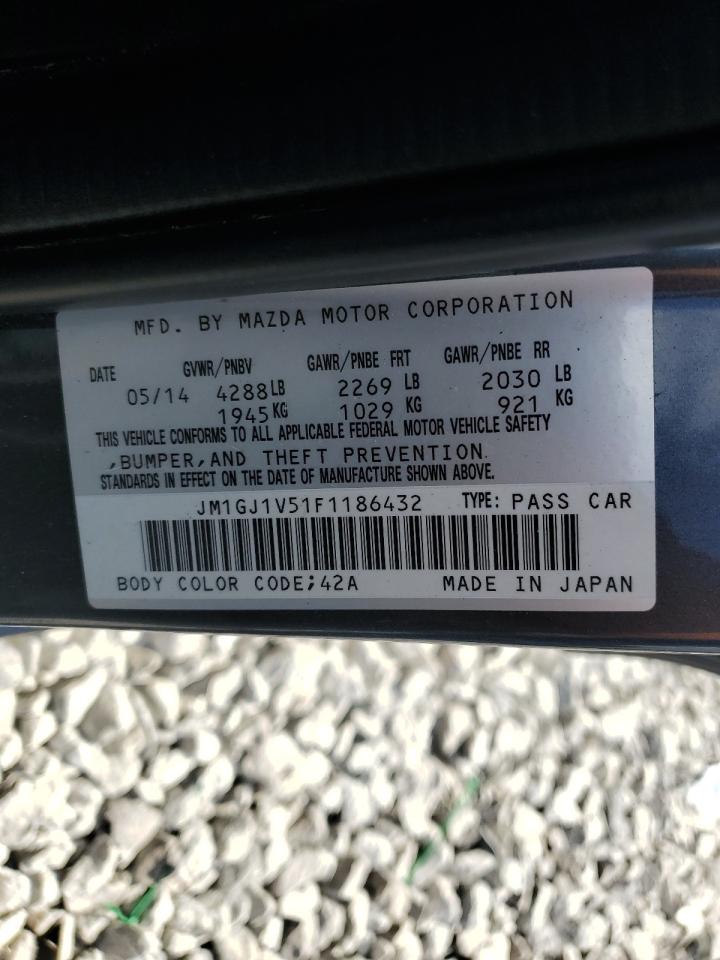 MFD. BY MAZDA MOTOR CORPORATION
DATE GVWR/PNBV GAWR/PNBE FRT GAWR/PNBE RR
05/14 4288 LB 2269 LB 2030 LB
1945 KG 1029 KG 921 KG
THIS VEHICLE CONFORMS TO ALL APPLICABLE FEDERAL MOTOR VEHICLE SAFETY
,BUMPER,AND THEFT PREVENTION
STANDARDS IN EFFECT ON THE DATE OF MANUFACTURE SHOWN ABOVE.
JM1GJ1V51F1186432 TYPE: PASS CAR
BODY COLOR CODE;42A MADE IN JAPAN